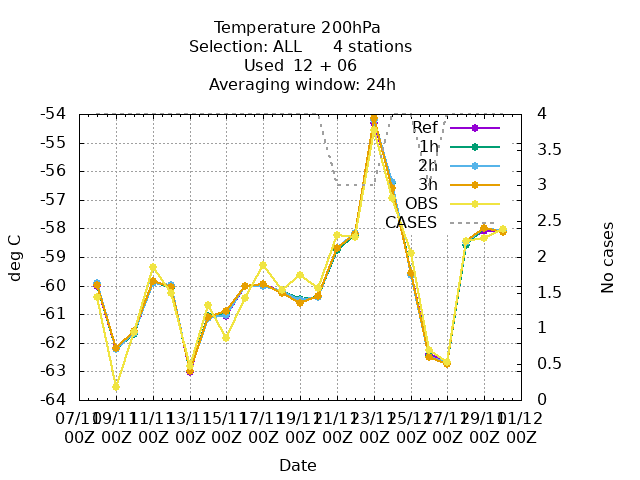 Temperature 200hPa
Selection: ALL 4 stations
Used 12 + 06
Averaging window: 24h
-54
-55
-56
-57
-58
-59
-60
-61
-62
-63
-64
deg C
4
3.5
3
2.5
2
1.5
1
0.5
0
No cases
Ref
1h
2h
3h
OBS
CASES
07/11 09/11 11/11 13/11 15/11 17/11 19/11 21/11 23/11 25/11 27/11 29/11 01/12
00Z 00Z 00Z 00Z 00Z 00Z 00Z 00Z 00Z 00Z 00Z 00Z 00Z
Date